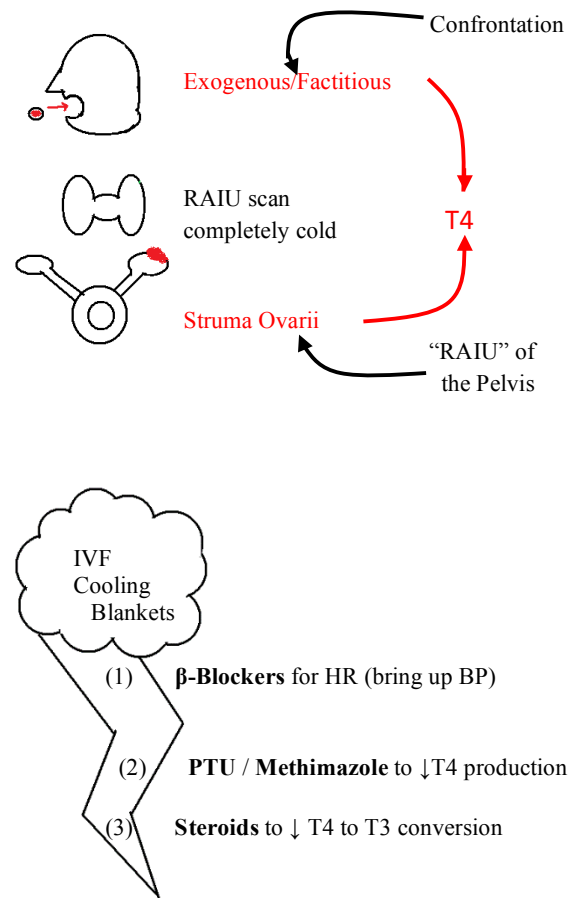 Confrontation
Exogenous/Factitious
RAIU scan
completely cold
T4
Struma Ovarii
“RAIU” of
the Pelvis
IVF
Cooling
Blankets
(1) β-Blockers for HR (bring up BP)
(2) PTU / Methimazole to ↓T4 production
(3) Steroids to ↓ T4 to T3 conversion